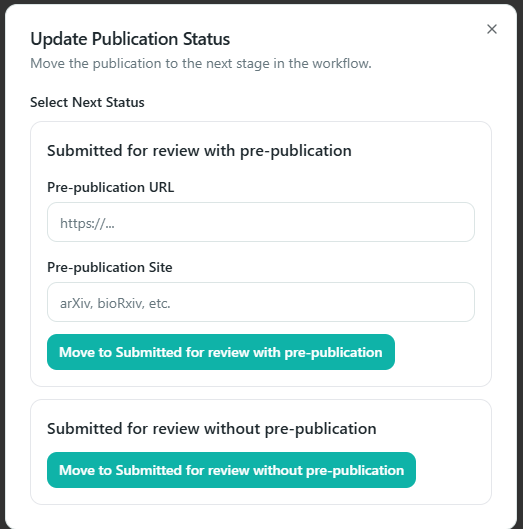 Update Publication Status
Move the publication to the next stage in the workflow.
Select Next Status
Submitted for review with pre-publication
Pre-publication URL
https://...
Pre-publication Site
arXiv, bioRxiv, etc.
Move to Submitted for review with pre-publication
Submitted for review without pre-publication
Move to Submitted for review without pre-publication